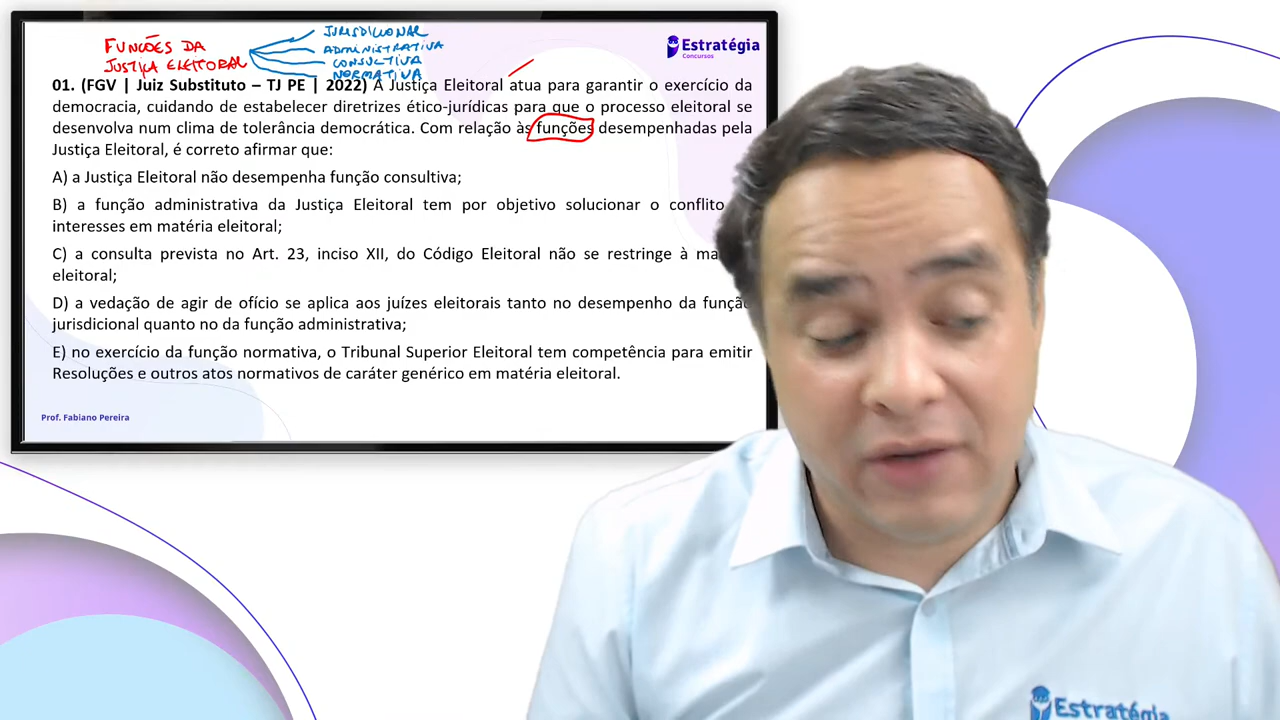 FUNÇÕES DA
JUSTIÇA ELEITORAL
JURISDICIONAL
ADMINISTRATIVA
CONSULTIVA
NORMATIVA
Estratégia
Concursos
01. (FGV | Juiz Substituto – TJ PE | 2022) A Justiça Eleitoral atua para garantir o exercício da
democracia, cuidando de estabelecer diretrizes ético-jurídicas para que o processo eleitoral se
desenvolva num clima de tolerância democrática. Com relação às funções desempenhadas pela
Justiça Eleitoral, é correto afirmar que:
A) a Justiça Eleitoral não desempenha função consultiva;
B) a função administrativa da Justiça Eleitoral tem por objetivo solucionar o conflito
interesses em matéria eleitoral;
C) a consulta prevista no Art. 23, inciso XII, do Código Eleitoral não se restringe à
eleitoral;
D) a vedação de agir de ofício se aplica aos juízes eleitorais tanto no desempenho da função
jurisdicional quanto no da função administrativa;
E) no exercício da função normativa, o Tribunal Superior Eleitoral tem competência para emitir
Resoluções e outros atos normativos de caráter genérico em matéria eleitoral.
Prof. Fabiano Pereira
Estratégia